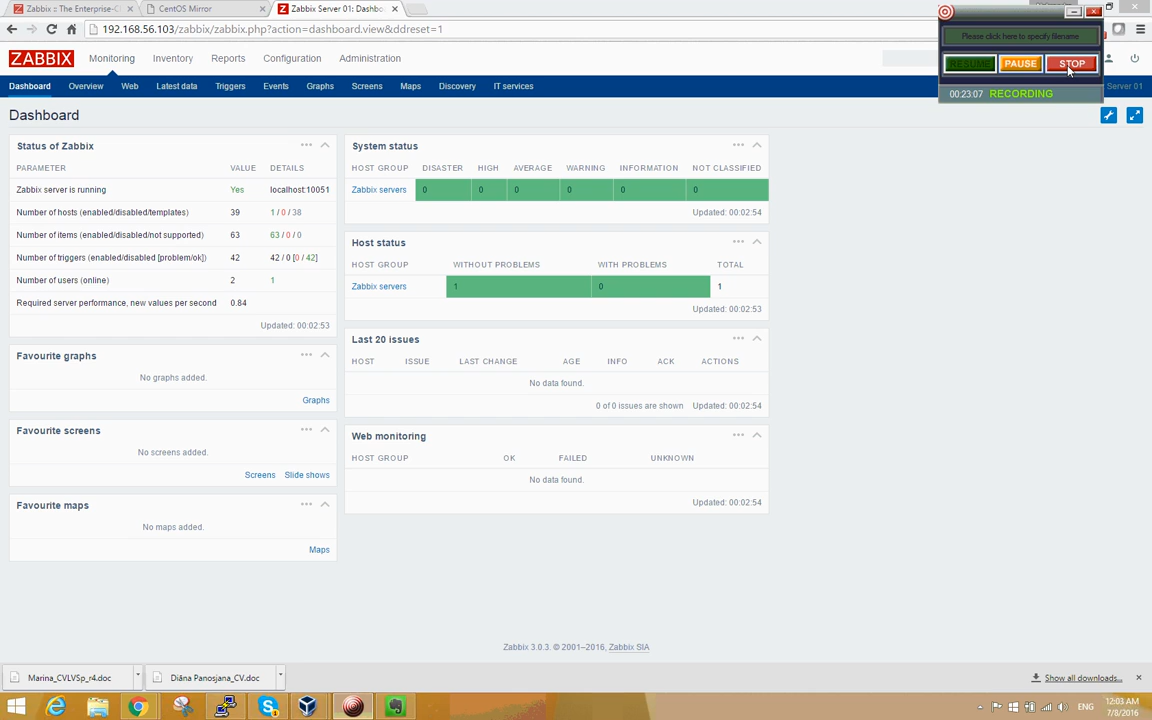 Zabbix :: The Enterprise-Cl
CentOS Mirror
Zabbix Server 01: Dashbo
192.168.56.103/zabbix/zabbix.php?action=dashboard.view&ddreset=1
Please click here to specify filename
RESUME PAUSE STOP
00:23:07 RECORDING
ZABBIX Monitoring Inventory Reports Configuration Administration
Dashboard Overview Web Latest data Triggers Events Graphs Screens Maps Discovery IT services Server 01
Dashboard
Status of Zabbix
PARAMETER VALUE DETAILS
Zabbix server is running Yes localhost:10051
Number of hosts (enabled/disabled/templates) 39 1 / 0 / 38
Number of items (enabled/disabled/not supported) 63 63 / 0 / 0
Number of triggers (enabled/disabled [problem/ok]) 42 42 / 0 [0 / 42]
Number of users (online) 2 1
Required server performance, new values per second 0.84
Updated: 00:02:53
Favourite graphs
No graphs added.
Graphs
Favourite screens
No screens added.
Screens Slide shows
Favourite maps
No maps added.
Maps
System status
HOST GROUP DISASTER HIGH AVERAGE WARNING INFORMATION NOT CLASSIFIED
Zabbix servers 0 0 0 0 0 0
Updated: 00:02:54
Host status
HOST GROUP WITHOUT PROBLEMS WITH PROBLEMS TOTAL
Zabbix servers 1 0 1
Updated: 00:02:53
Last 20 issues
HOST ISSUE LAST CHANGE AGE INFO ACK ACTIONS
No data found.
0 of 0 issues are shown Updated: 00:02:54
Web monitoring
HOST GROUP OK FAILED UNKNOWN
No data found.
Updated: 00:02:54
Zabbix 3.0.3. © 2001–2016, Zabbix SIA
Marina_CVLVSp_r4.doc
Diāna Panosjana_CV.doc
Show all downloads...
ENG
12:03 AM
7/8/2016